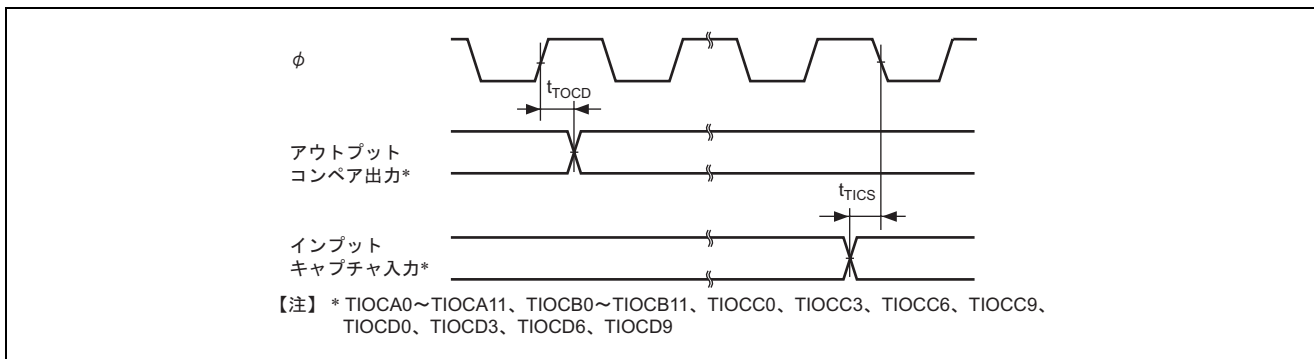 φ
tTOCD
アウトプット
コンペア出力*
tTICS
インプット
キャプチャ入力*
【注】 * TIOCA0～TIOCA11、TIOCB0～TIOCB11、TIOCC0、TIOCC3、TIOCC6、TIOCC9、
TIOCD0、TIOCD3、TIOCD6、TIOCD9